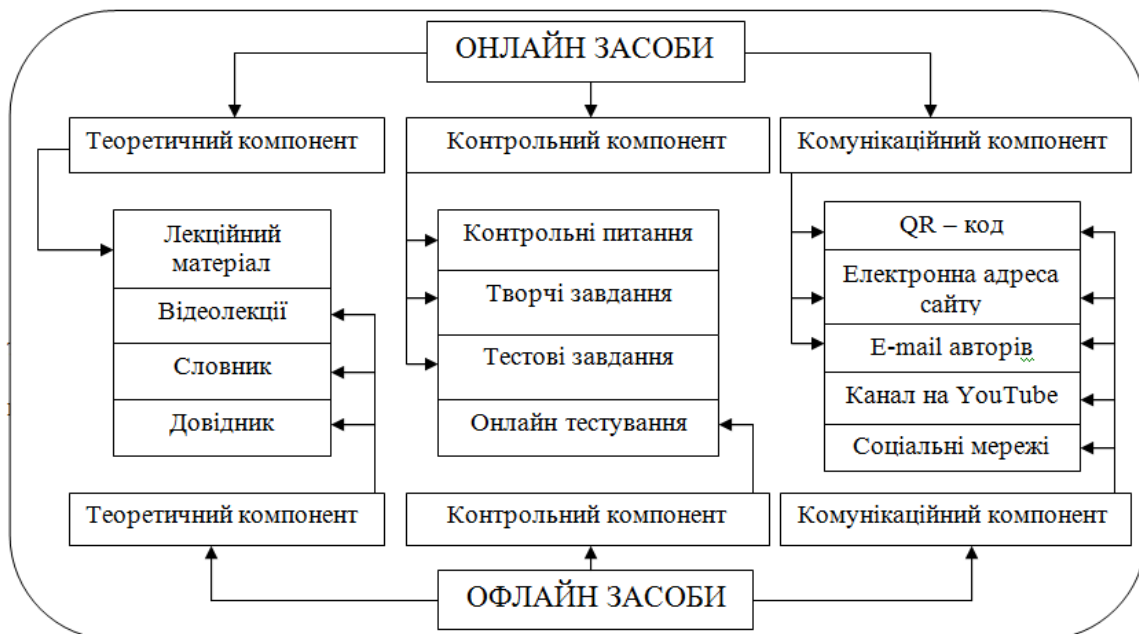 ОНЛАЙН ЗАСОБИ
Теоретичний компонент
Контрольний компонент
Комунікаційний компонент
Лекційний
матеріал
Відеолекції
Словник
Довідник
Контрольні питання
Творчі завдання
Тестові завдання
Онлайн тестування
QR – код
Електронна адреса
сайту
E-mail авторів
Канал на YouTube
Соціальні мережі
Теоретичний компонент
Контрольний компонент
Комунікаційний компонент
ОФЛАЙН ЗАСОБИ